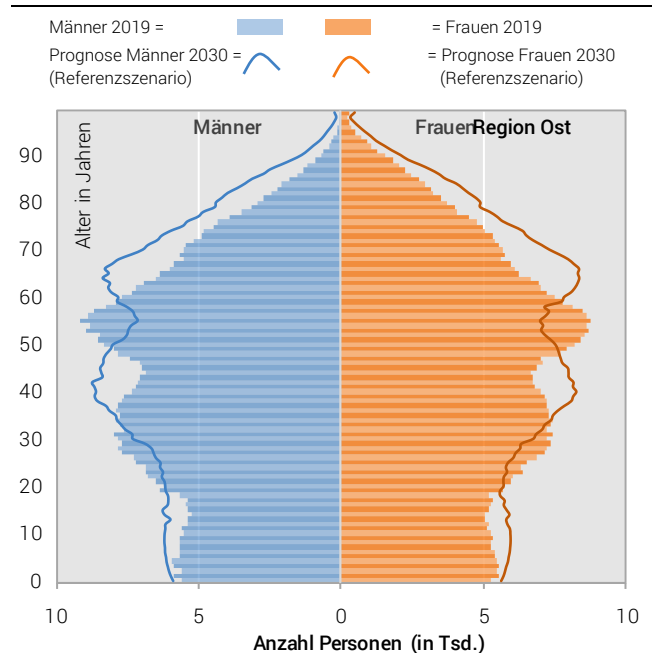 Männer 2019 = = Frauen 2019
Prognose Männer 2030 = = Prognose Frauen 2030
(Referenzszenario) (Referenzszenario)
Männer Frauen Region Ost
Alter in Jahren
90
80
70
60
50
40
30
20
10
0
10 5 0 5 10
Anzahl Personen (in Tsd.)